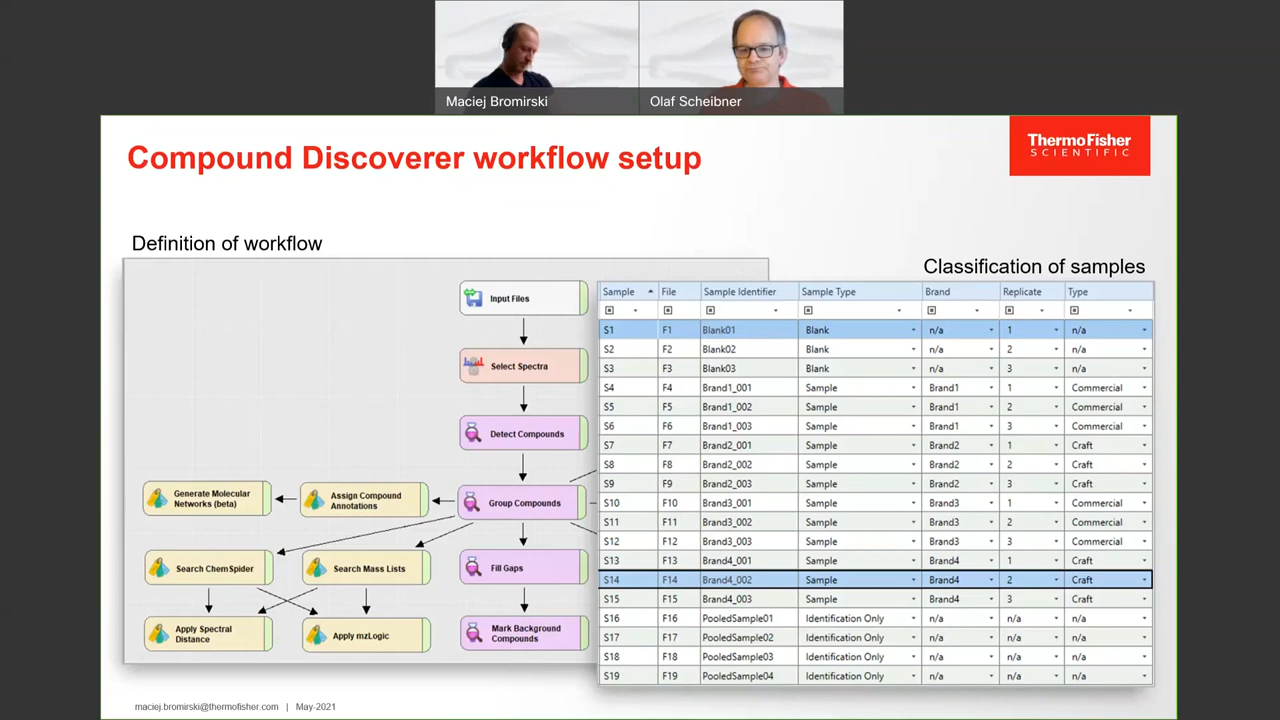 Maciej Bromirski
Olaf Scheibner
ThermoFisher
SCIENTIFIC
Compound Discoverer workflow setup
Definition of workflow
Classification of samples
Input Files
Select Spectra
Detect Compounds
Generate Molecular
Networks (beta)
Assign Compound
Annotations
Group Compounds
Search ChemSpider
Search Mass Lists
Fill Gaps
Apply Spectral
Distance
Apply mzLogic
Mark Background
Compounds
Sample File Sample Identifier Sample Type Brand Replicate Type
S1 F1 Blank01 Blank n/a 1 n/a
S2 F2 Blank02 Blank n/a 2 n/a
S3 F3 Blank03 Blank n/a 3 n/a
S4 F4 Brand1_001 Sample Brand1 1 Commercial
S5 F5 Brand1_002 Sample Brand1 2 Commercial
S6 F6 Brand1_003 Sample Brand1 3 Commercial
S7 F7 Brand2_001 Sample Brand2 1 Craft
S8 F8 Brand2_002 Sample Brand2 2 Craft
S9 F9 Brand2_003 Sample Brand2 3 Craft
S10 F10 Brand3_001 Sample Brand3 1 Commercial
S11 F11 Brand3_002 Sample Brand3 2 Commercial
S12 F12 Brand3_003 Sample Brand3 3 Commercial
S13 F13 Brand4_001 Sample Brand4 1 Craft
S14 F14 Brand4_002 Sample Brand4 2 Craft
S15 F15 Brand4_003 Sample Brand4 3 Craft
S16 F16 PooledSample01 Identification Only n/a n/a n/a
S17 F17 PooledSample02 Identification Only n/a n/a n/a
S18 F18 PooledSample03 Identification Only n/a n/a n/a
S19 F19 PooledSample04 Identification Only n/a n/a n/a
maciej.bromirski@thermofisher.com | May-2021